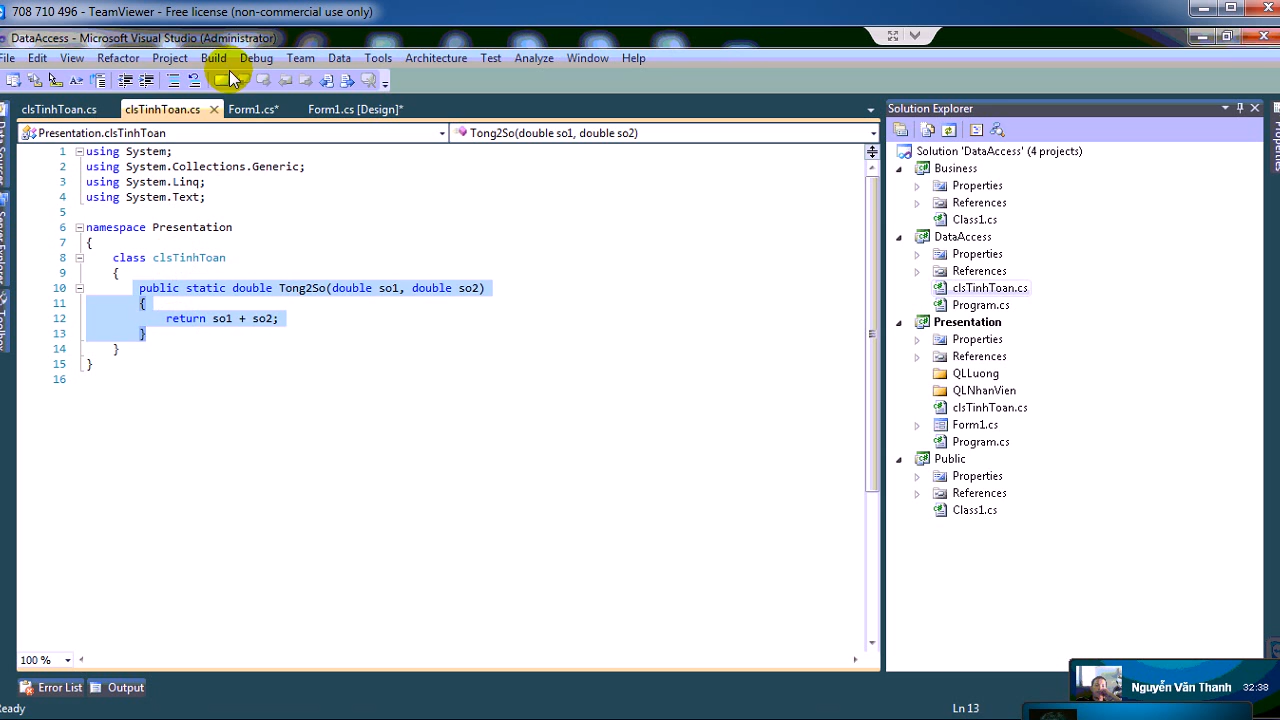 708 710 496 - TeamViewer - Free license (non-commercial use only)
DataAccess - Microsoft Visual Studio (Administrator)
File Edit View Refactor Project Build Debug Team Data Tools Architecture Test Analyze Window Help
clsTinhToan.cs clsTinhToan.cs Form1.cs* Form1.cs [Design]*
Presentation.clsTinhToan Tong2So(double so1, double so2)
1 using System;
2 using System.Collections.Generic;
3 using System.Linq;
4 using System.Text;
5
6 namespace Presentation
7 {
8 class clsTinhToan
9 {
10 public static double Tong2So(double so1, double so2)
11 {
12 return so1 + so2;
13 }
14 }
15 }
16
100 %
Data Sources
Server Explorer
Toolbox
Solution Explorer
Solution 'DataAccess' (4 projects)
Business
Properties
References
Class1.cs
DataAccess
Properties
References
clsTinhToan.cs
Program.cs
Presentation
Properties
References
QLLuong
QLNhanVien
clsTinhToan.cs
Form1.cs
Program.cs
Public
Properties
References
Class1.cs
Properties
Error List Output
Nguyễn Văn Thanh 32:38
Ready Ln 13